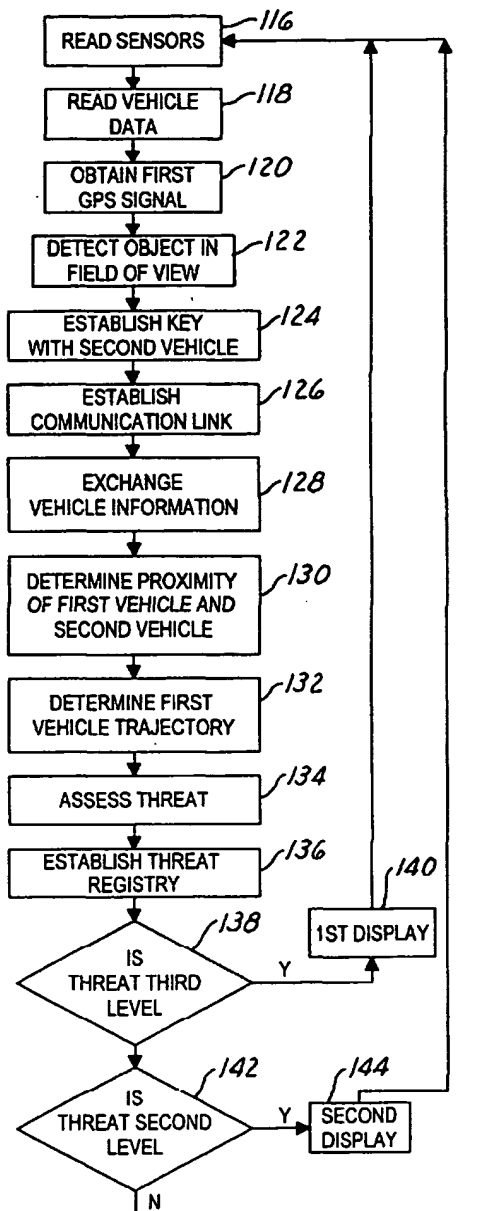 READ SENSORS
116
READ VEHICLE
DATA
118
OBTAIN FIRST
GPS SIGNAL
120
DETECT OBJECT IN
FIELD OF VIEW
122
ESTABLISH KEY
WITH SECOND VEHICLE
124
ESTABLISH
COMMUNICATION LINK
126
EXCHANGE
VEHICLE INFORMATION
128
DETERMINE PROXIMITY
OF FIRST VEHICLE AND
SECOND VEHICLE
130
DETERMINE FIRST
VEHICLE TRAJECTORY
132
ASSESS THREAT
134
ESTABLISH THREAT
REGISTRY
136
IS
THREAT THIRD
LEVEL
138
Y
1ST DISPLAY
140
IS
THREAT SECOND
LEVEL
142
Y
SECOND
DISPLAY
144
N